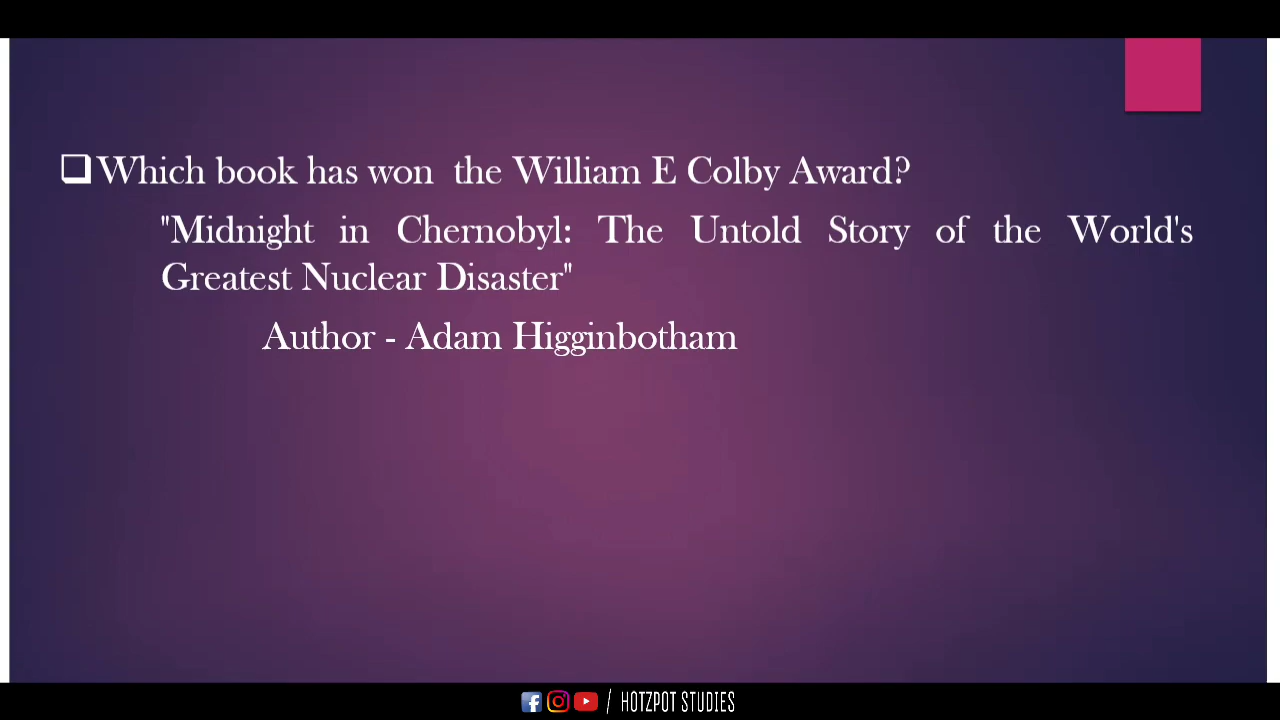 Which book has won the William E Colby Award?
"Midnight in Chernobyl: The Untold Story of the World's
Greatest Nuclear Disaster"
Author - Adam Higginbotham
/ HOTZPOT STUDIES